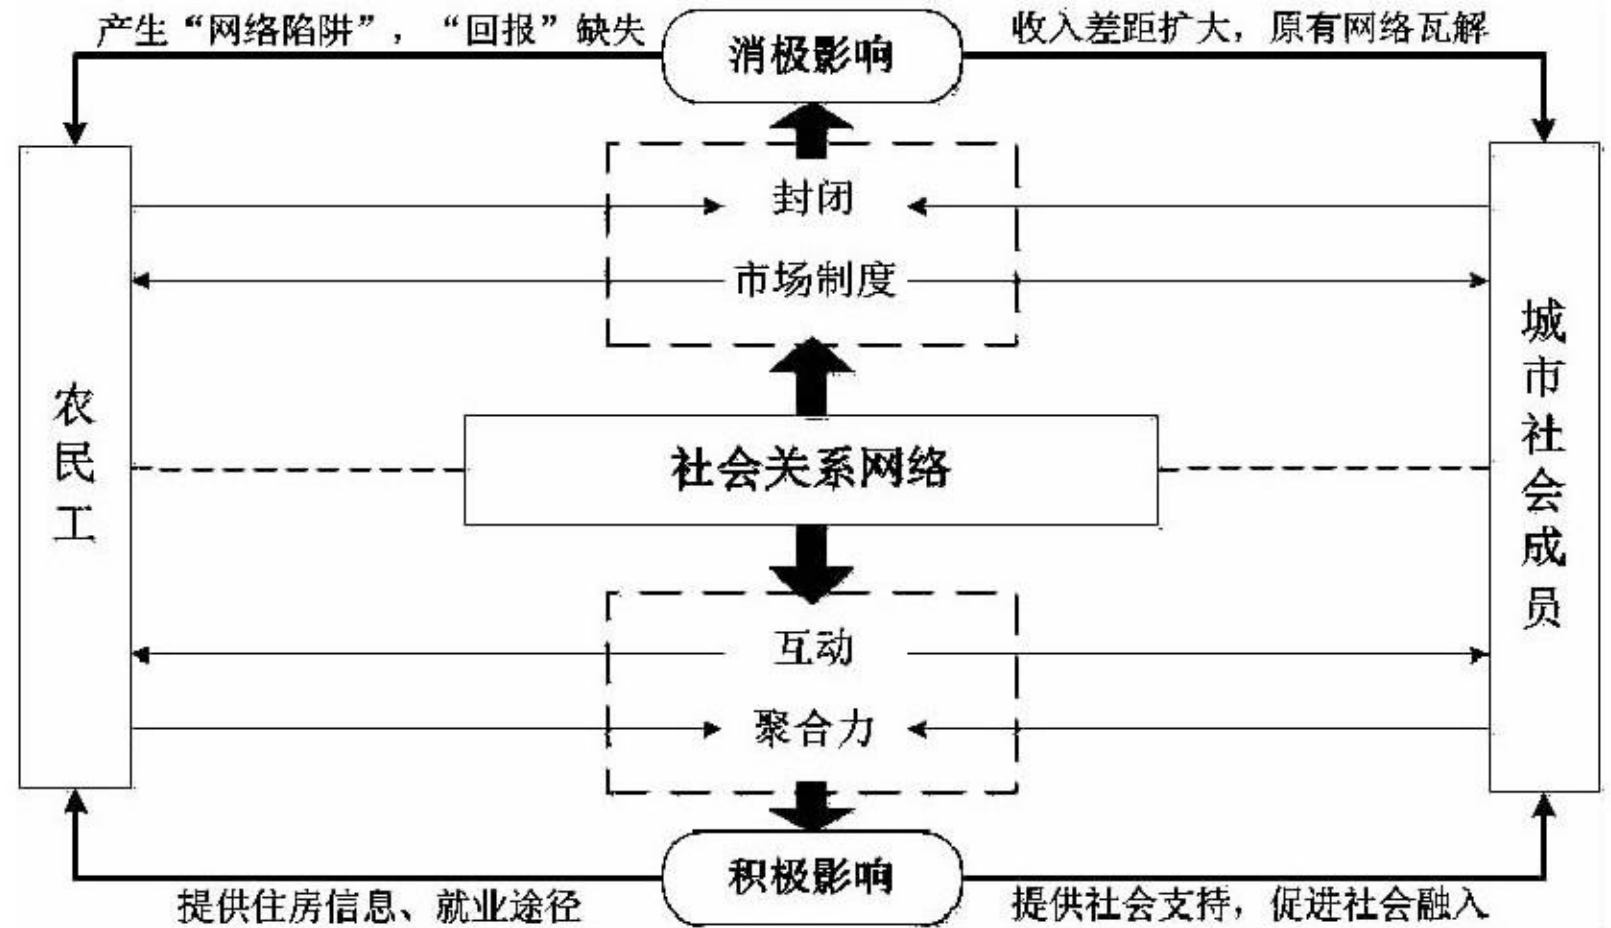 产生“网络陷阱”，“回报”缺失
消极影响
收入差距扩大，原有网络瓦解
封闭
市场制度
农民工
社会关系网络
城市社会成员
互动
聚合力
积极影响
提供住房信息、就业途径
提供社会支持，促进社会融入